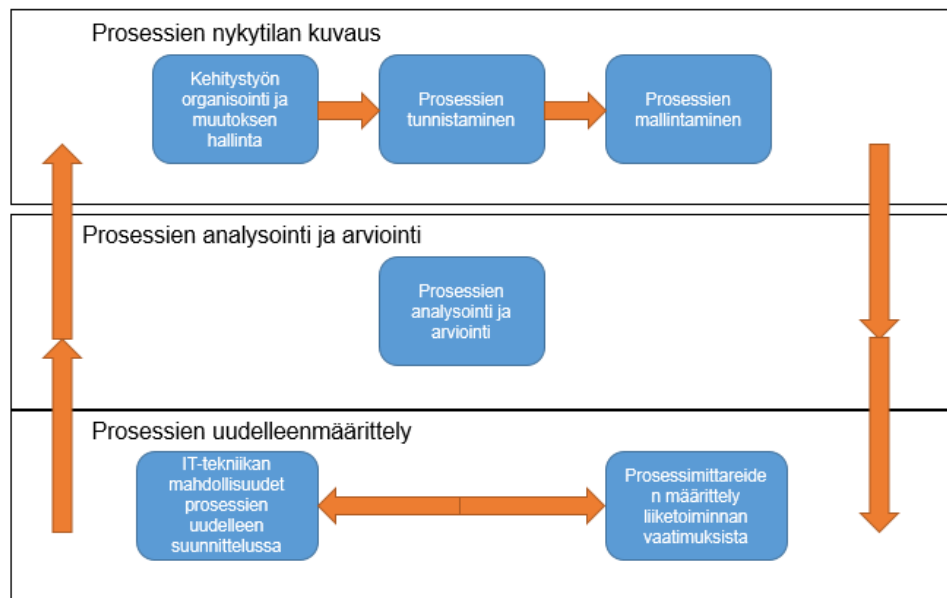 Prosessien nykytilan kuvaus
Kehitystyön
organisointi ja
muutoksen
hallinta
Prosessien
tunnistaminen
Prosessien
mallintaminen
Prosessien analysointi ja arviointi
Prosessien
analysointi ja
arviointi
Prosessien uudelleenmäärittely
IT-tekniikan
mahdollisuudet
prosessien
uudelleen
suunnittelussa
Prosessimittareide
n määrittely
liiketoiminnan
vaatimuksista